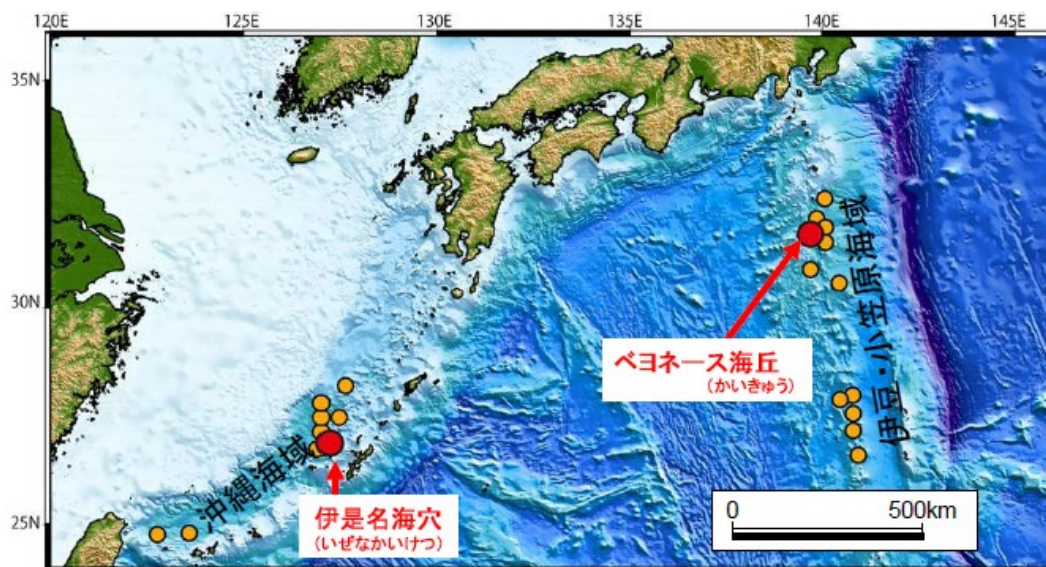 120E 125E 130E 135E 140E 145E
35N
30N
25N
伊豆・小笠原海域
ベヨネース海丘
(かいきゅう)
沖縄海域
伊是名海穴
(いぜなかいけつ)
0 500km